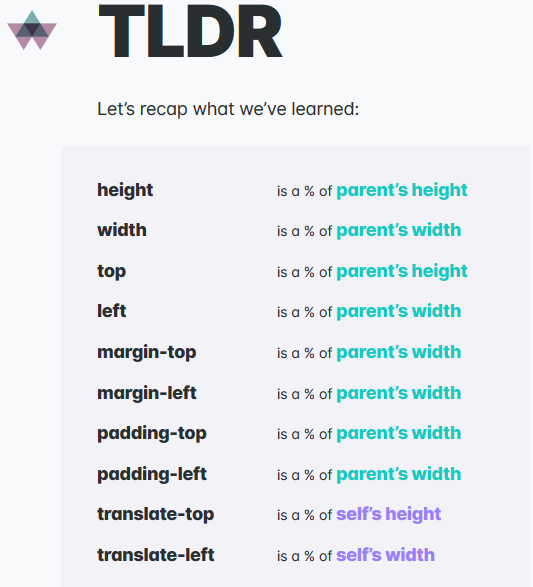 TLDR
Let’s recap what we’ve learned:
height is a % of parent’s height
width is a % of parent’s width
top is a % of parent’s height
left is a % of parent’s width
margin-top is a % of parent’s width
margin-left is a % of parent’s width
padding-top is a % of parent’s width
padding-left is a % of parent’s width
translate-top is a % of self’s height
translate-left is a % of self’s width